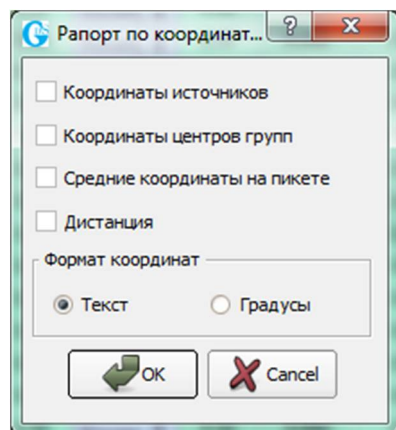 Рапорт по координат...
Координаты источников
Координаты центров групп
Средние координаты на пикете
Дистанция
Формат координат
Текст Градусы
OK Cancel